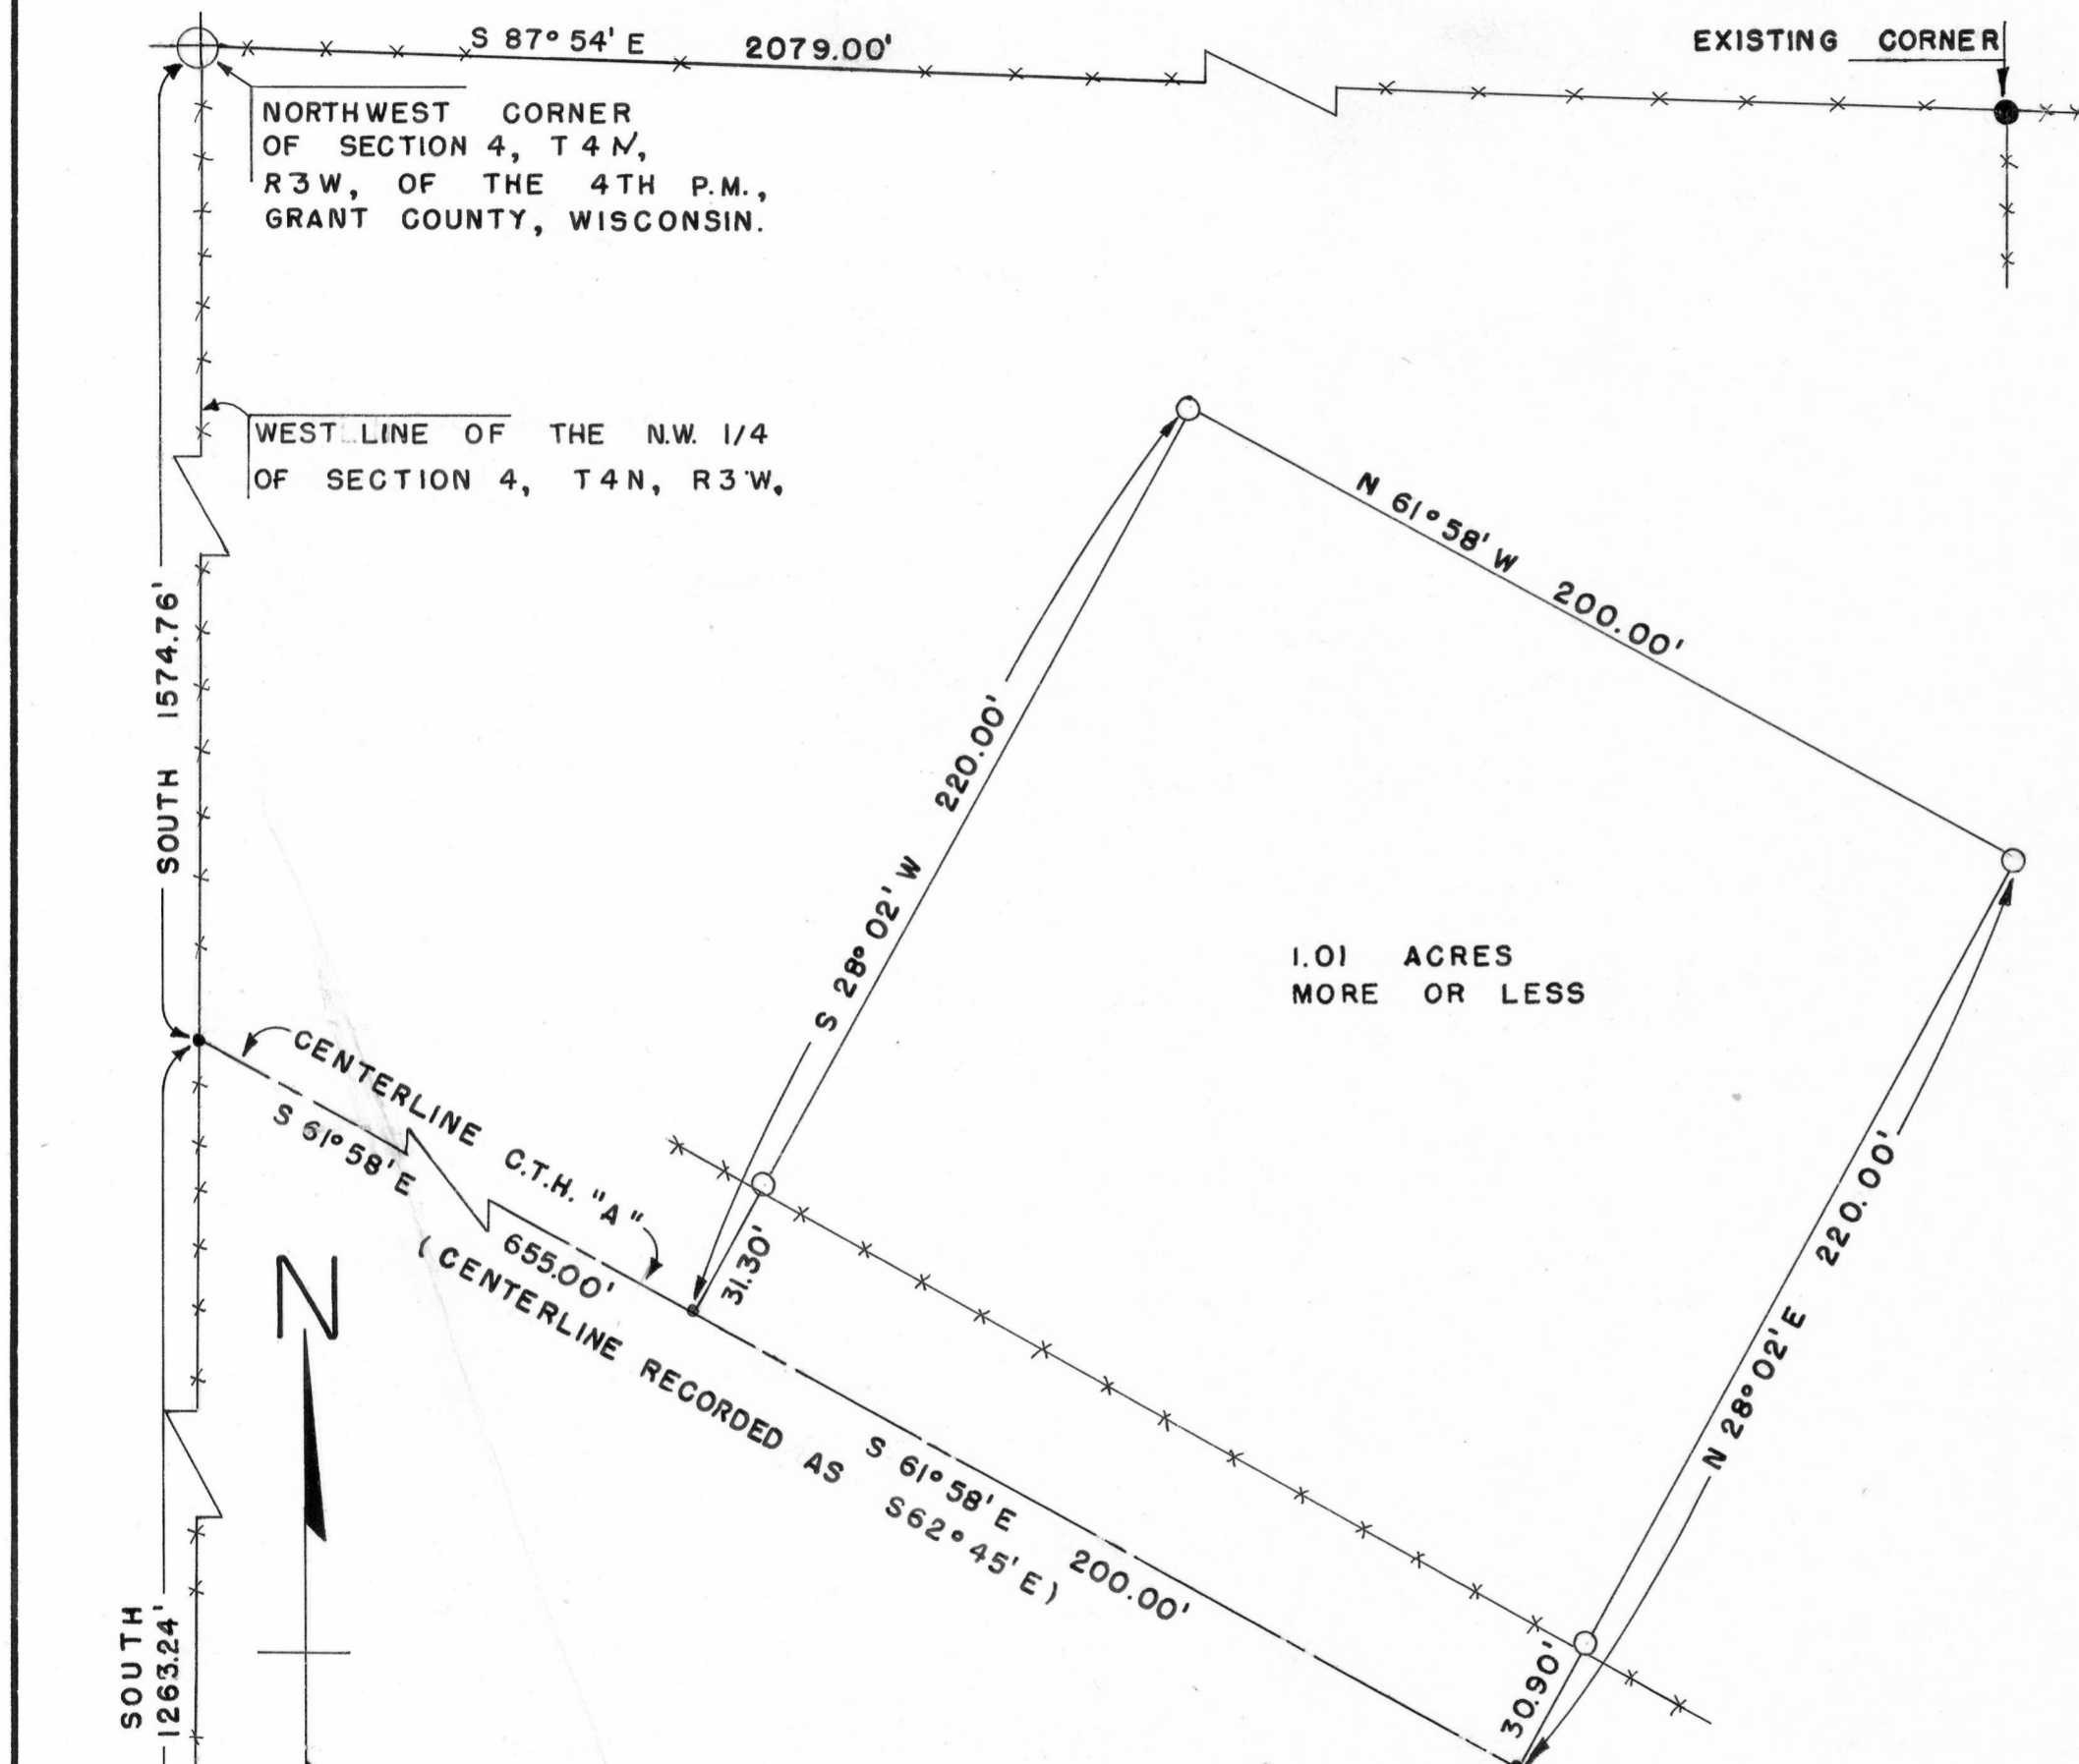 S 87° 54' E 2079.00'
EXISTING CORNER
NORTHWEST CORNER
OF SECTION 4, T 4 N,
R 3 W, OF THE 4TH P.M.,
GRANT COUNTY, WISCONSIN.
WEST LINE OF THE N.W. 1/4
OF SECTION 4, T 4 N, R 3 W,
N 61° 58' W 200.00'
SOUTH 1574.76'
S 28° 02' W 220.00'
1.01 ACRES
MORE OR LESS
CENTERLINE C.T.H. "A"
S 61° 58' E
655.00'
(CENTERLINE RECORDED AS S62° 45' E)
31.30'
N 28° 02' E 220.00'
S 61° 58' E 200.00'
N
30.90'
SOUTH
1263.24'